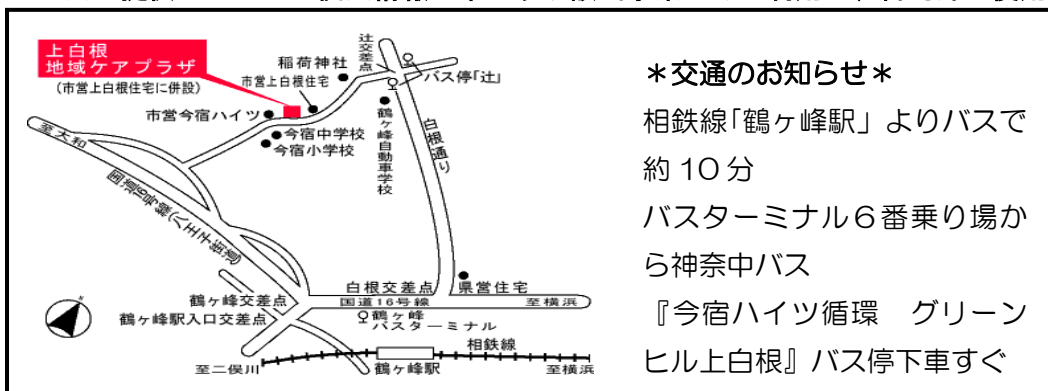 上白根
地域ケアプラザ
(市営上白根住宅に併設)
稲荷神社
市営上白根住宅
辻交差点
バス停「辻」
市営今宿ハイツ
今宿中学校
今宿小学校
鶴ヶ峰自動車学校
白根通り
至大和
国道16号線(八王子街道)
白根交差点
県営住宅
鶴ヶ峰交差点
国道16号線
至横浜
鶴ヶ峰駅入口交差点
鶴ヶ峰
バスターミナル
相鉄線
至二俣川
鶴ヶ峰駅
至横浜
＊交通のお知らせ＊
相鉄線「鶴ヶ峰駅」よりバスで
約10分
バスターミナル６番乗り場か
ら神奈中バス
『今宿ハイツ循環　グリーン
ヒル上白根』バス停下車すぐ